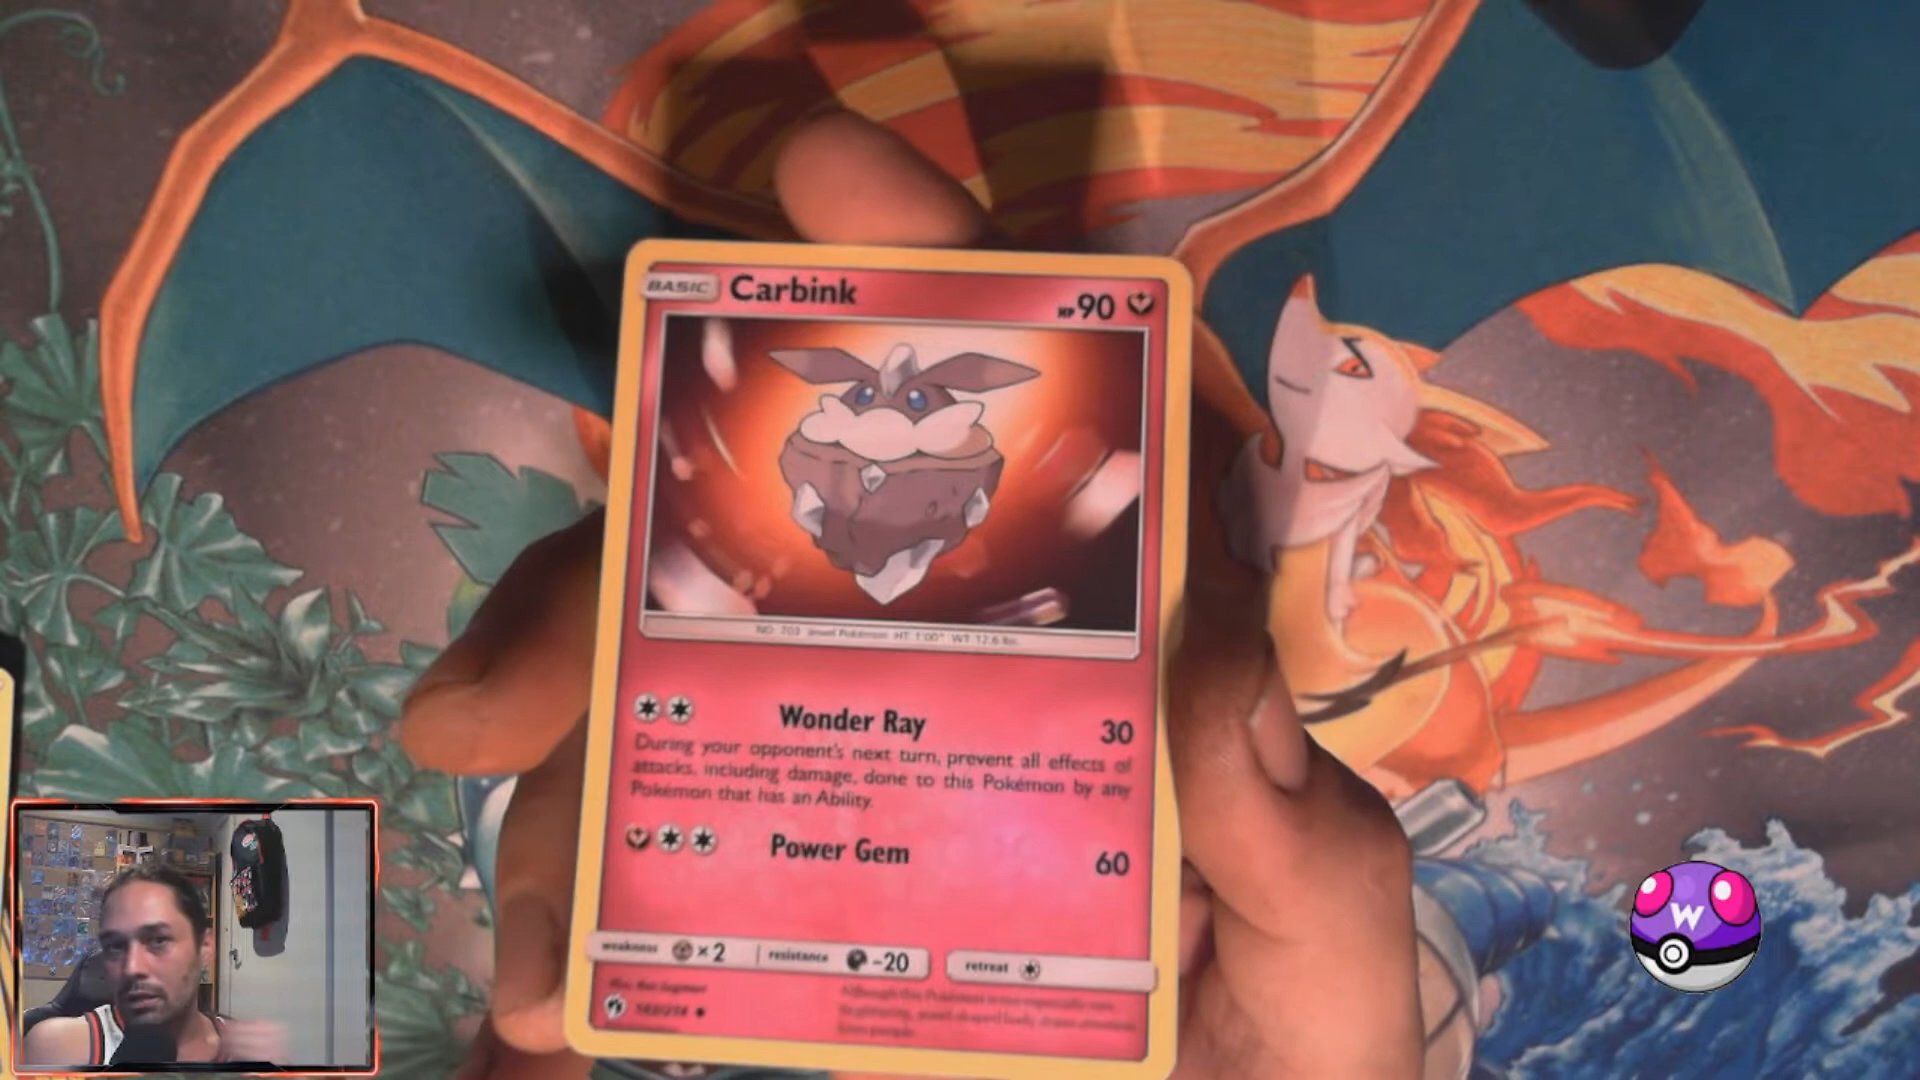 BASIC Carbink HP 90
NO. 703 Jewel Pokémon HT: 1'00" WT: 12.6 lbs.
Wonder Ray 30
During your opponent's next turn, prevent all effects of
attacks, including damage, done to this Pokémon by any
Pokémon that has an Ability.
Power Gem 60
weakness ×2 resistance -20 retreat
W